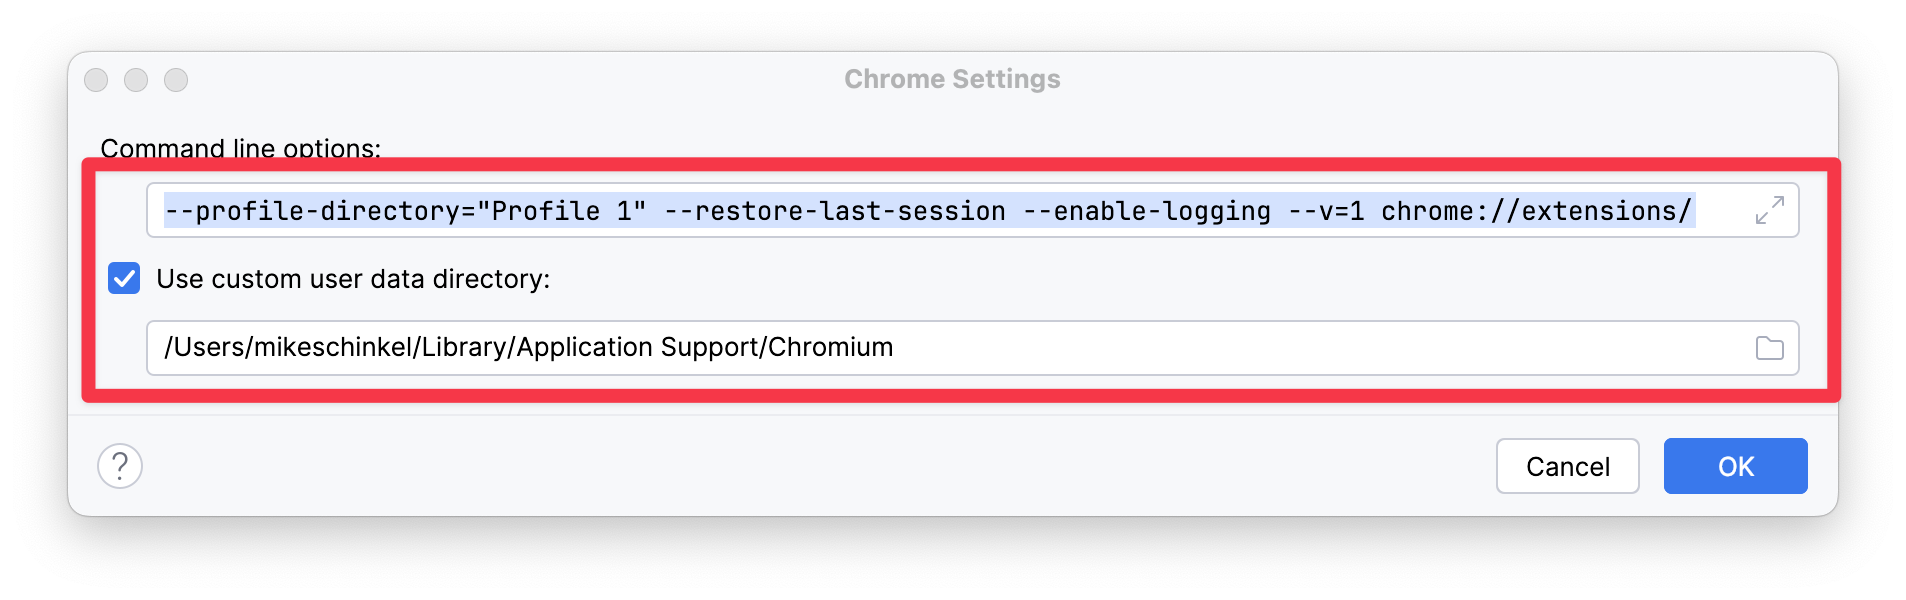 Chrome Settings
Command line options:
--profile-directory="Profile 1" --restore-last-session --enable-logging --v=1 chrome://extensions/
Use custom user data directory:
/Users/mikeschinkel/Library/Application Support/Chromium
?
Cancel
OK